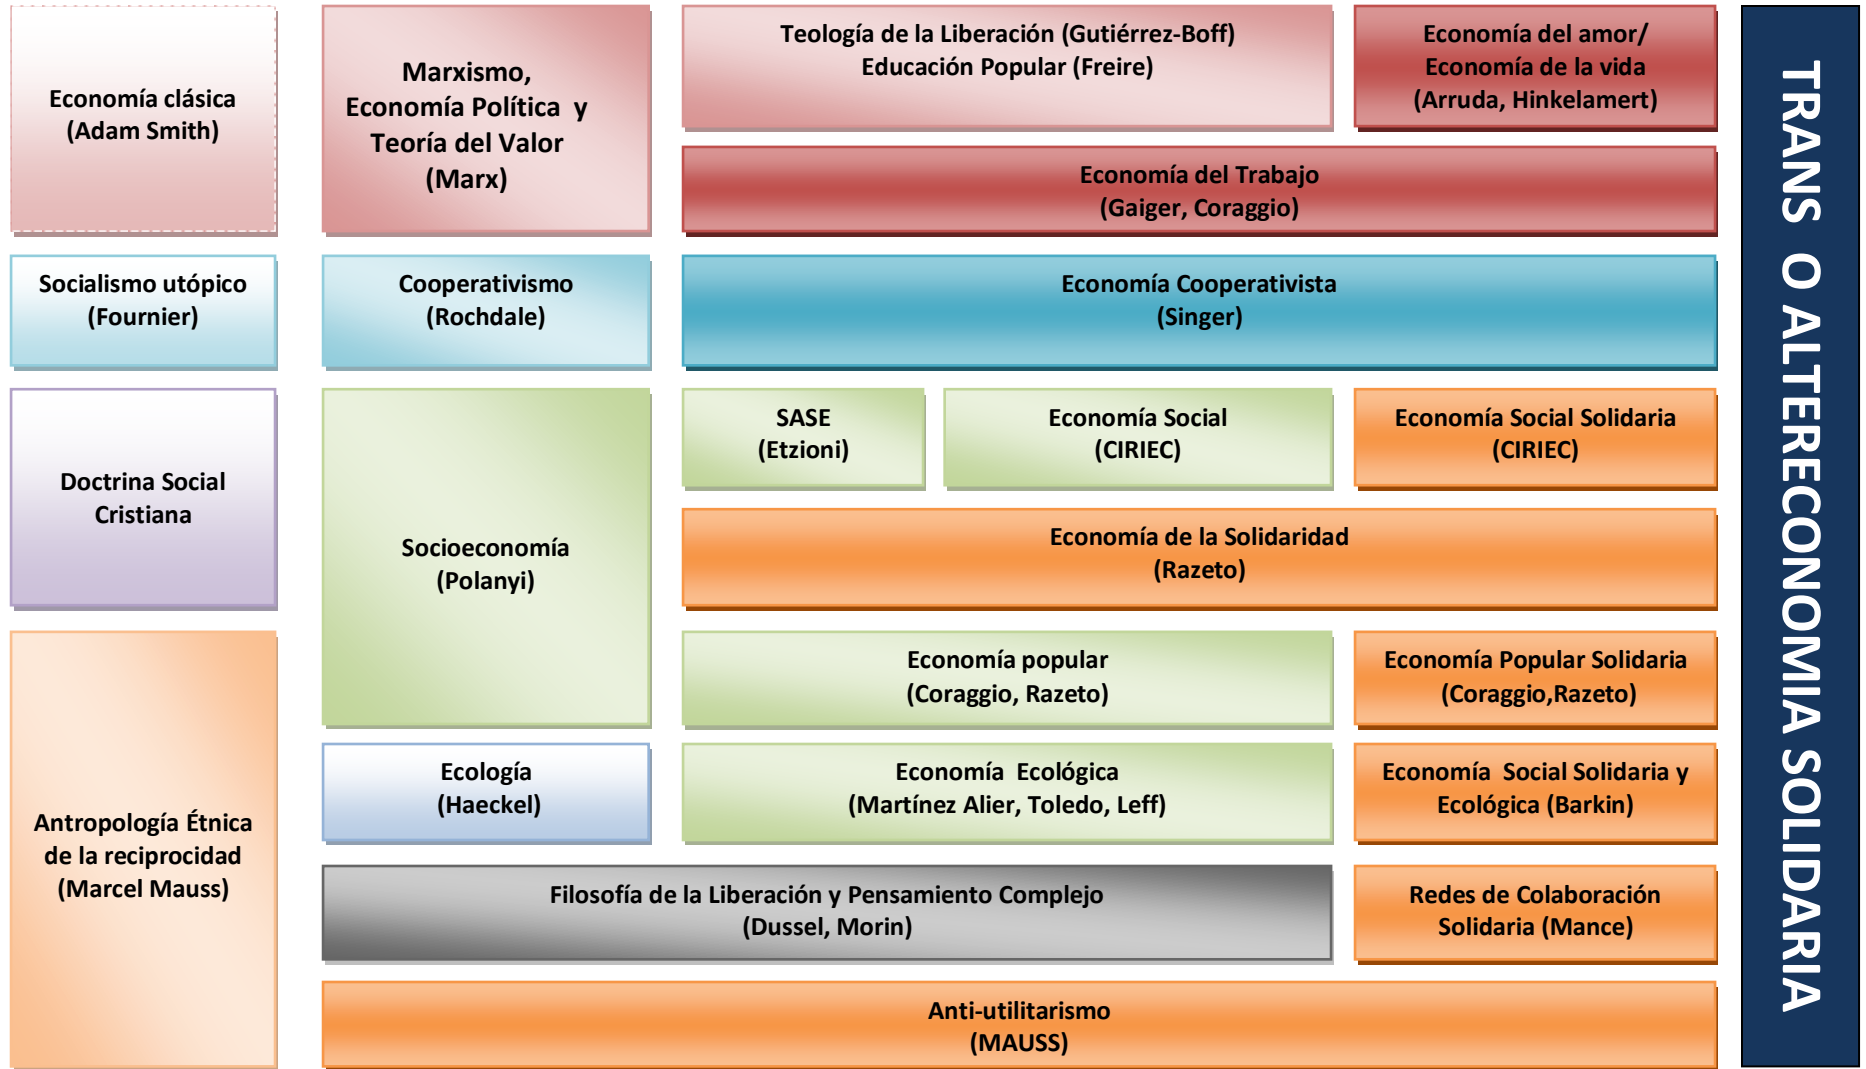 Economía clásica
(Adam Smith)
Marxismo,
Economía Política y
Teoría del Valor
(Marx)
Teología de la Liberación (Gutiérrez-Boff)
Educación Popular (Freire)
Economía del amor/
Economía de la vida
(Arruda, Hinkelamert)
Economía del Trabajo
(Gaiger, Coraggio)
Socialismo utópico
(Fournier)
Cooperativismo
(Rochdale)
Economía Cooperativista
(Singer)
Doctrina Social
Cristiana
Socioeconomía
(Polanyi)
SASE
(Etzioni)
Economía Social
(CIRIEC)
Economía Social Solidaria
(CIRIEC)
Economía de la Solidaridad
(Razeto)
Economía popular
(Coraggio, Razeto)
Economía Popular Solidaria
(Coraggio,Razeto)
Antropología Étnica
de la reciprocidad
(Marcel Mauss)
Ecología
(Haeckel)
Economía Ecológica
(Martínez Alier, Toledo, Leff)
Economía Social Solidaria y
Ecológica (Barkin)
Filosofía de la Liberación y Pensamiento Complejo
(Dussel, Morin)
Redes de Colaboración
Solidaria (Mance)
Anti-utilitarismo
(MAUSS)
TRANS O ALTERECONOMIA SOLIDARIA